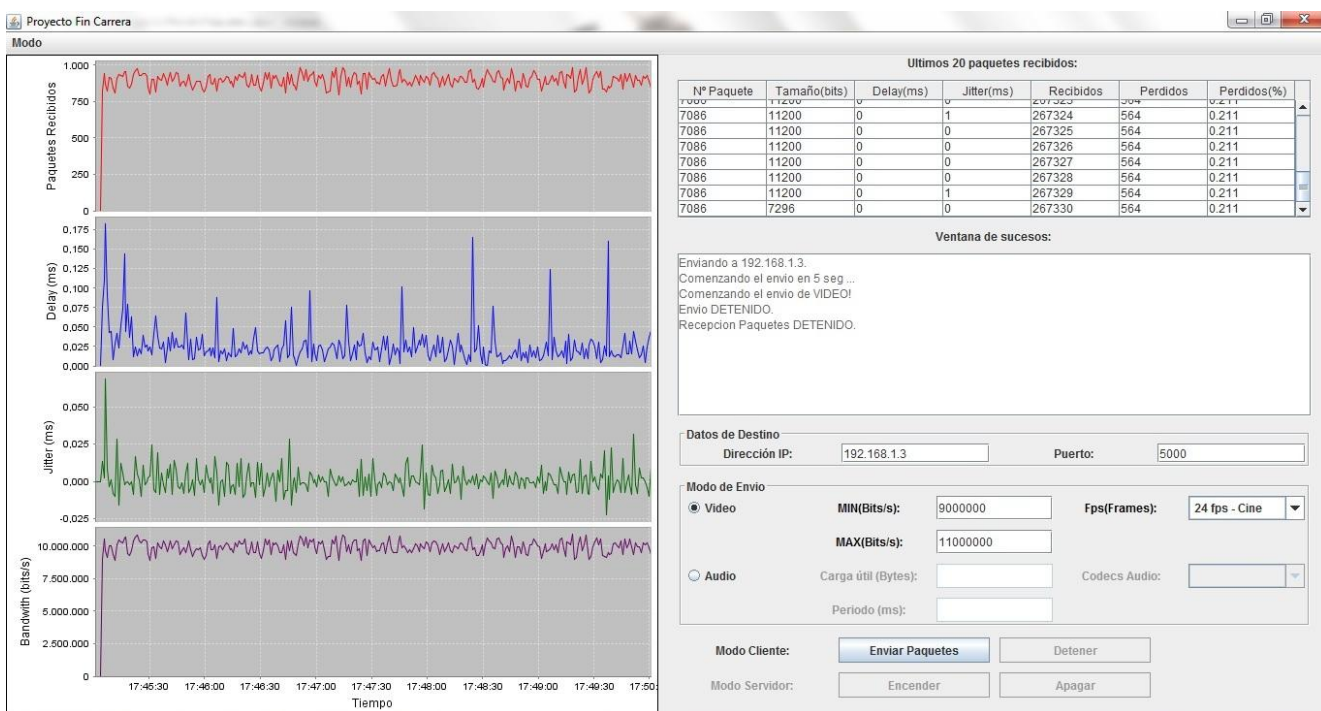 Proyecto Fin Carrera
Modo
Paquetes Recibidos
1.000
750
500
250
0
Delay (ms)
0,175
0,150
0,125
0,100
0,075
0,050
0,025
0,000
Jitter (ms)
0,050
0,025
0,000
-0,025
Bandwith (bits/s)
10.000.000
7.500.000
5.000.000
2.500.000
0
17:45:30 17:46:00 17:46:30 17:47:00 17:47:30 17:48:00 17:48:30 17:49:00 17:49:30 17:50:
Tiempo
Ultimos 20 paquetes recibidos:
Nº Paquete Tamaño(bits) Delay(ms) Jitter(ms) Recibidos Perdidos Perdidos(%)
7086 11200 0 0 267323 564 0.211
7086 11200 0 1 267324 564 0.211
7086 11200 0 0 267325 564 0.211
7086 11200 0 0 267326 564 0.211
7086 11200 0 0 267327 564 0.211
7086 11200 0 0 267328 564 0.211
7086 11200 0 1 267329 564 0.211
7086 7296 0 0 267330 564 0.211
Ventana de sucesos:
Enviando a 192.168.1.3.
Comenzando el envio en 5 seg ...
Comenzando el envio de VIDEO!
Envio DETENIDO.
Recepcion Paquetes DETENIDO.
Datos de Destino
Dirección IP: 192.168.1.3 Puerto: 5000
Modo de Envio
Video MIN(Bits/s): 9000000 Fps(Frames): 24 fps - Cine
MAX(Bits/s): 11000000
Audio Carga útil (Bytes): Codecs Audio:
Periodo (ms):
Modo Cliente: Enviar Paquetes Detener
Modo Servidor: Encender Apagar